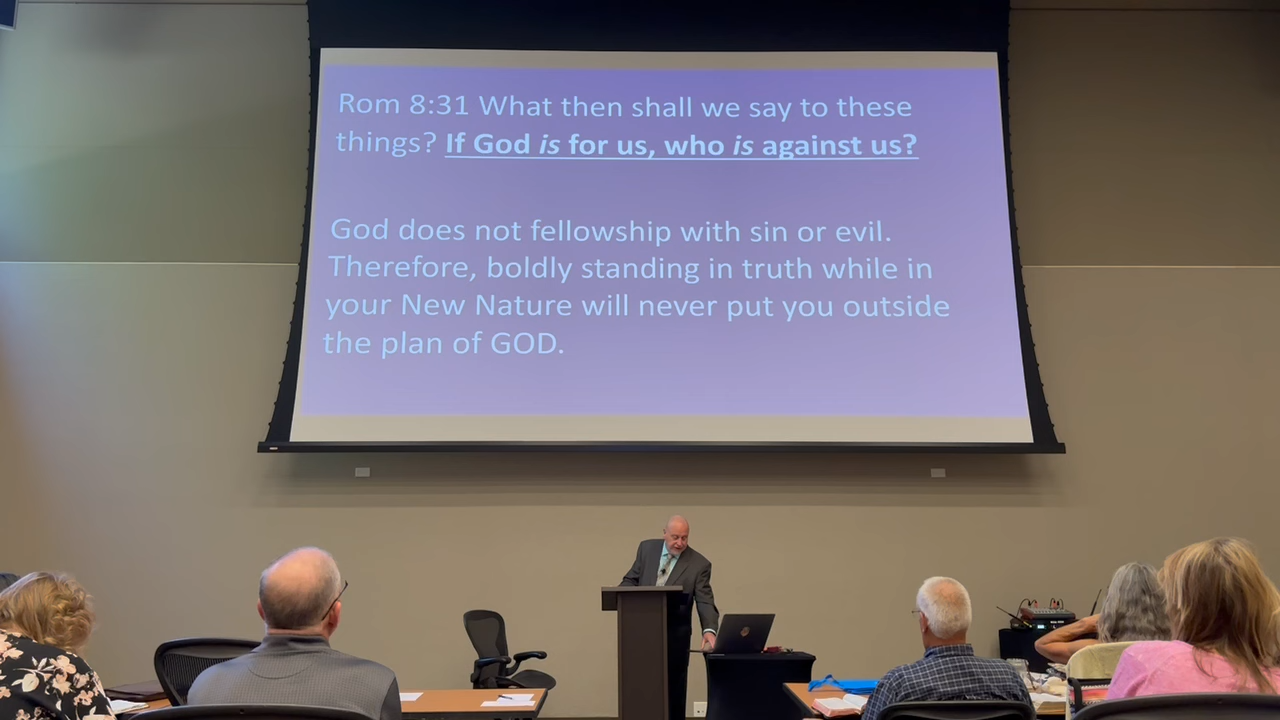 Rom 8:31 What then shall we say to these
things? If God is for us, who is against us?
God does not fellowship with sin or evil.
Therefore, boldly standing in truth while in
your New Nature will never put you outside
the plan of GOD.